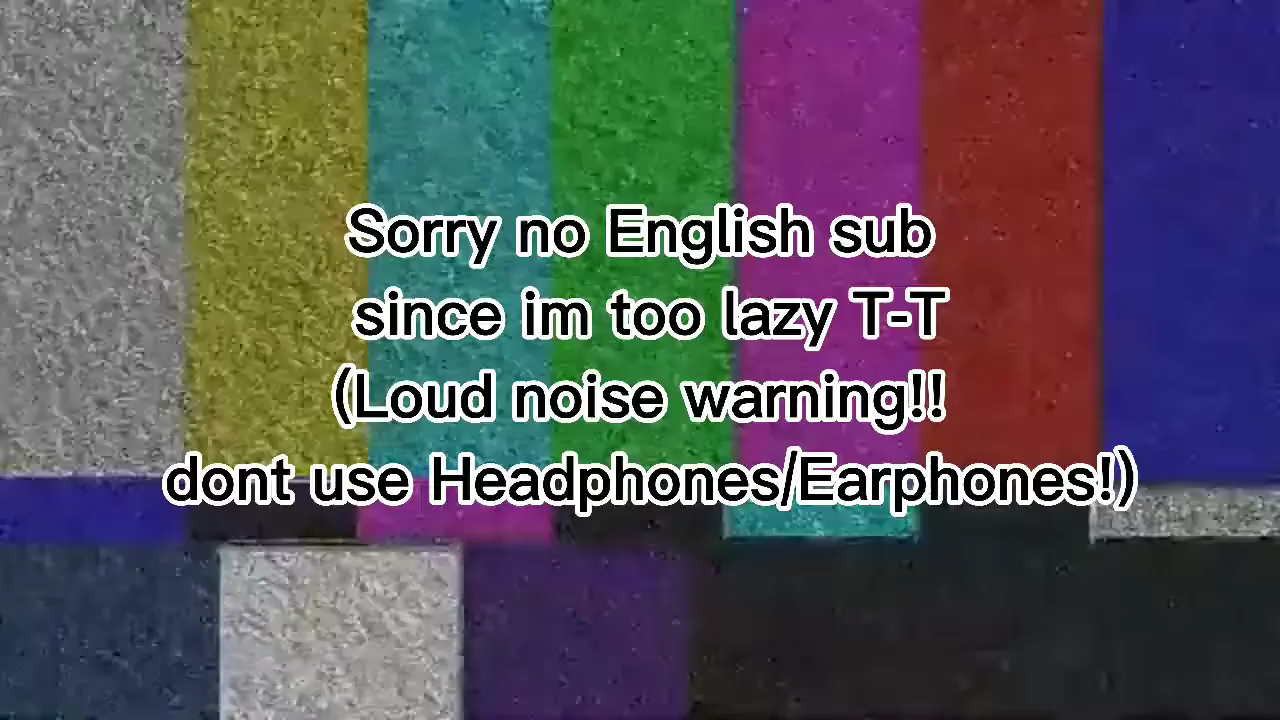 Sorry no English sub
since im too lazy T-T
(Loud noise warning!!
dont use Headphones/Earphones!)